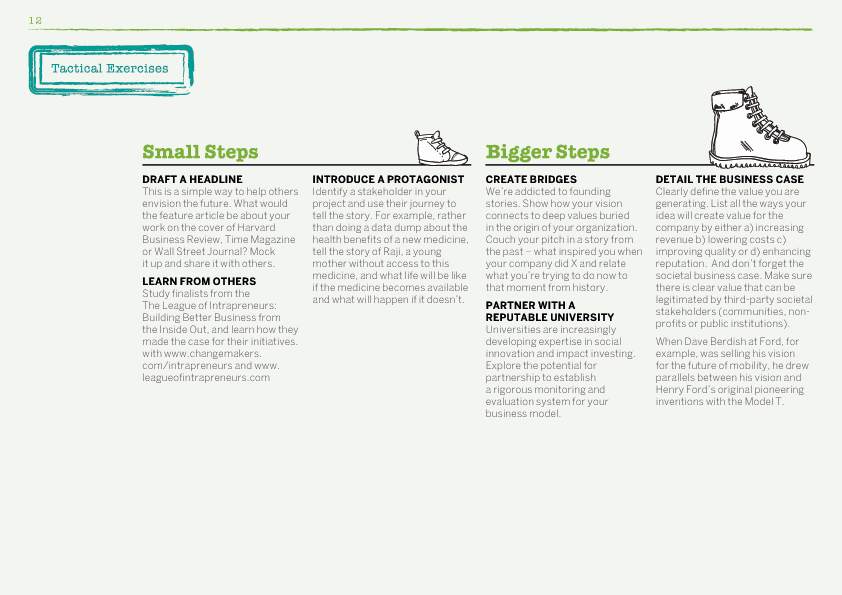 12
Tactical Exercises
Small Steps
DRAFT A HEADLINE
This is a simple way to help others
envision the future. What would
the feature article be about your
work on the cover of Harvard
Business Review, Time Magazine
or Wall Street Journal? Mock
it up and share it with others.
LEARN FROM OTHERS
Study finalists from the
The League of Intrapreneurs:
Building Better Business from
the Inside Out, and learn how they
made the case for their initiatives.
with www.changemakers.
com/intrapreneurs and www.
leagueofintrapreneurs.com
INTRODUCE A PROTAGONIST
Identify a stakeholder in your
project and use their journey to
tell the story. For example, rather
than doing a data dump about the
health benefits of a new medicine,
tell the story of Raji, a young
mother without access to this
medicine, and what life will be like
if the medicine becomes available
and what will happen if it doesn't.
Bigger Steps
CREATE BRIDGES
We're addicted to founding
stories. Show how your vision
connects to deep values buried
in the origin of your organization.
Couch your pitch in a story from
the past – what inspired you when
your company did X and relate
what you're trying to do now to
that moment from history.
PARTNER WITH A
REPUTABLE UNIVERSITY
Universities are increasingly
developing expertise in social
innovation and impact investing.
Explore the potential for
partnership to establish
a rigorous monitoring and
evaluation system for your
business model.
DETAIL THE BUSINESS CASE
Clearly define the value you are
generating. List all the ways your
idea will create value for the
company by either a) increasing
revenue b) lowering costs c)
improving quality or d) enhancing
reputation. And don't forget the
societal business case. Make sure
there is clear value that can be
legitimated by third-party societal
stakeholders (communities, non-
profits or public institutions).
When Dave Berdish at Ford, for
example, was selling his vision
for the future of mobility, he drew
parallels between his vision and
Henry Ford's original pioneering
inventions with the Model T.